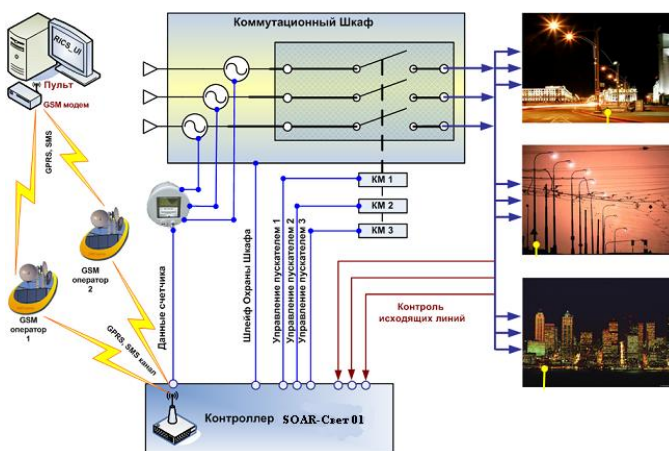 Коммутационный Шкаф
RICS_UI
Пульт
GSM модем
GPRS, SMS
КМ 1
КМ 2
КМ 3
GSM
оператор
2
GSM
оператор
1
GPRS, SMS канал
Данные счетчика
Шлейф Охраны Шкафа
Управление пускателем 1
Управление пускателем 2
Управление пускателем 3
Контроль
исходящих линий
Контроллер SOAR-Свет 01